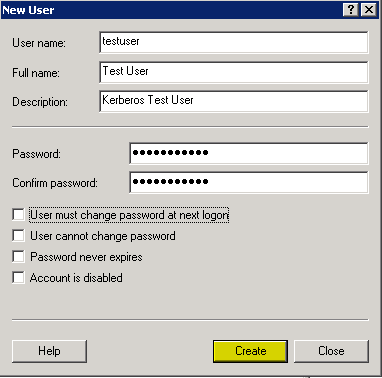 New User
User name: testuser
Full name: Test User
Description: Kerberos Test User
Password: ●●●●●●●●●●●
Confirm password: ●●●●●●●●●●●
User must change password at next logon
User cannot change password
Password never expires
Account is disabled
Help Create Close